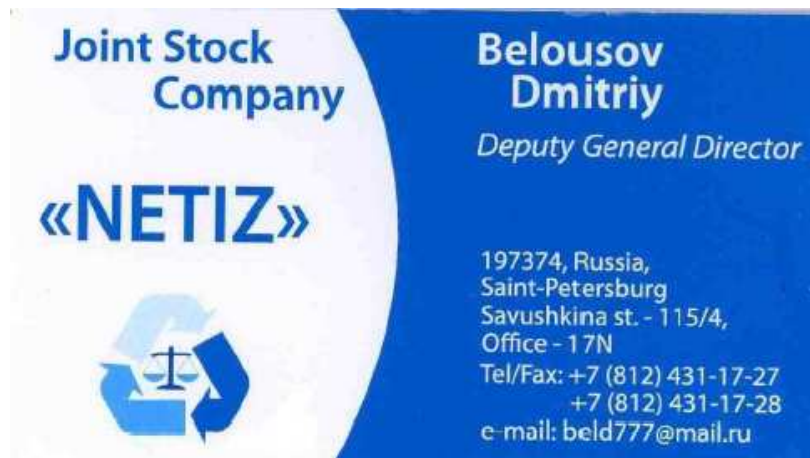 Joint Stock
Company
«NETIZ»
Belousov
Dmitriy
Deputy General Director
197374, Russia,
Saint-Petersburg
Savushkina st. - 115/4,
Office - 17N
Tel/Fax: +7 (812) 431-17-27
+7 (812) 431-17-28
e-mail: beld777@mail.ru